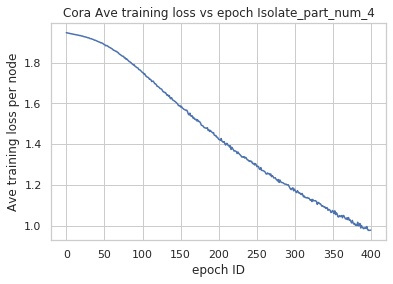 Cora Ave training loss vs epoch Isolate_part_num_4
Ave training loss per node
1.8
1.6
1.4
1.2
1.0
0 50 100 150 200 250 300 350 400
epoch ID